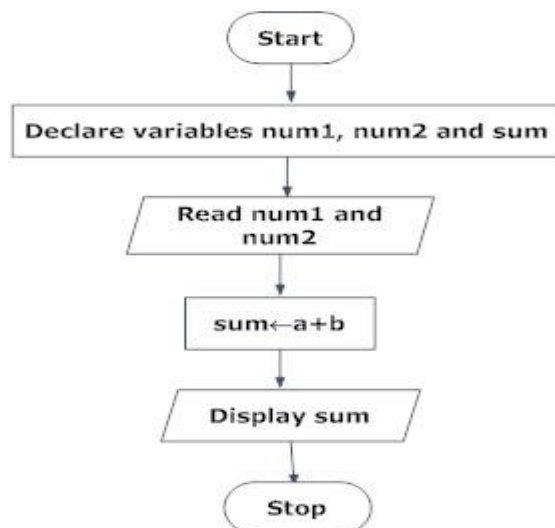 Start
Declare variables num1, num2 and sum
Read num1 and
num2
sum←a+b
Display sum
Stop